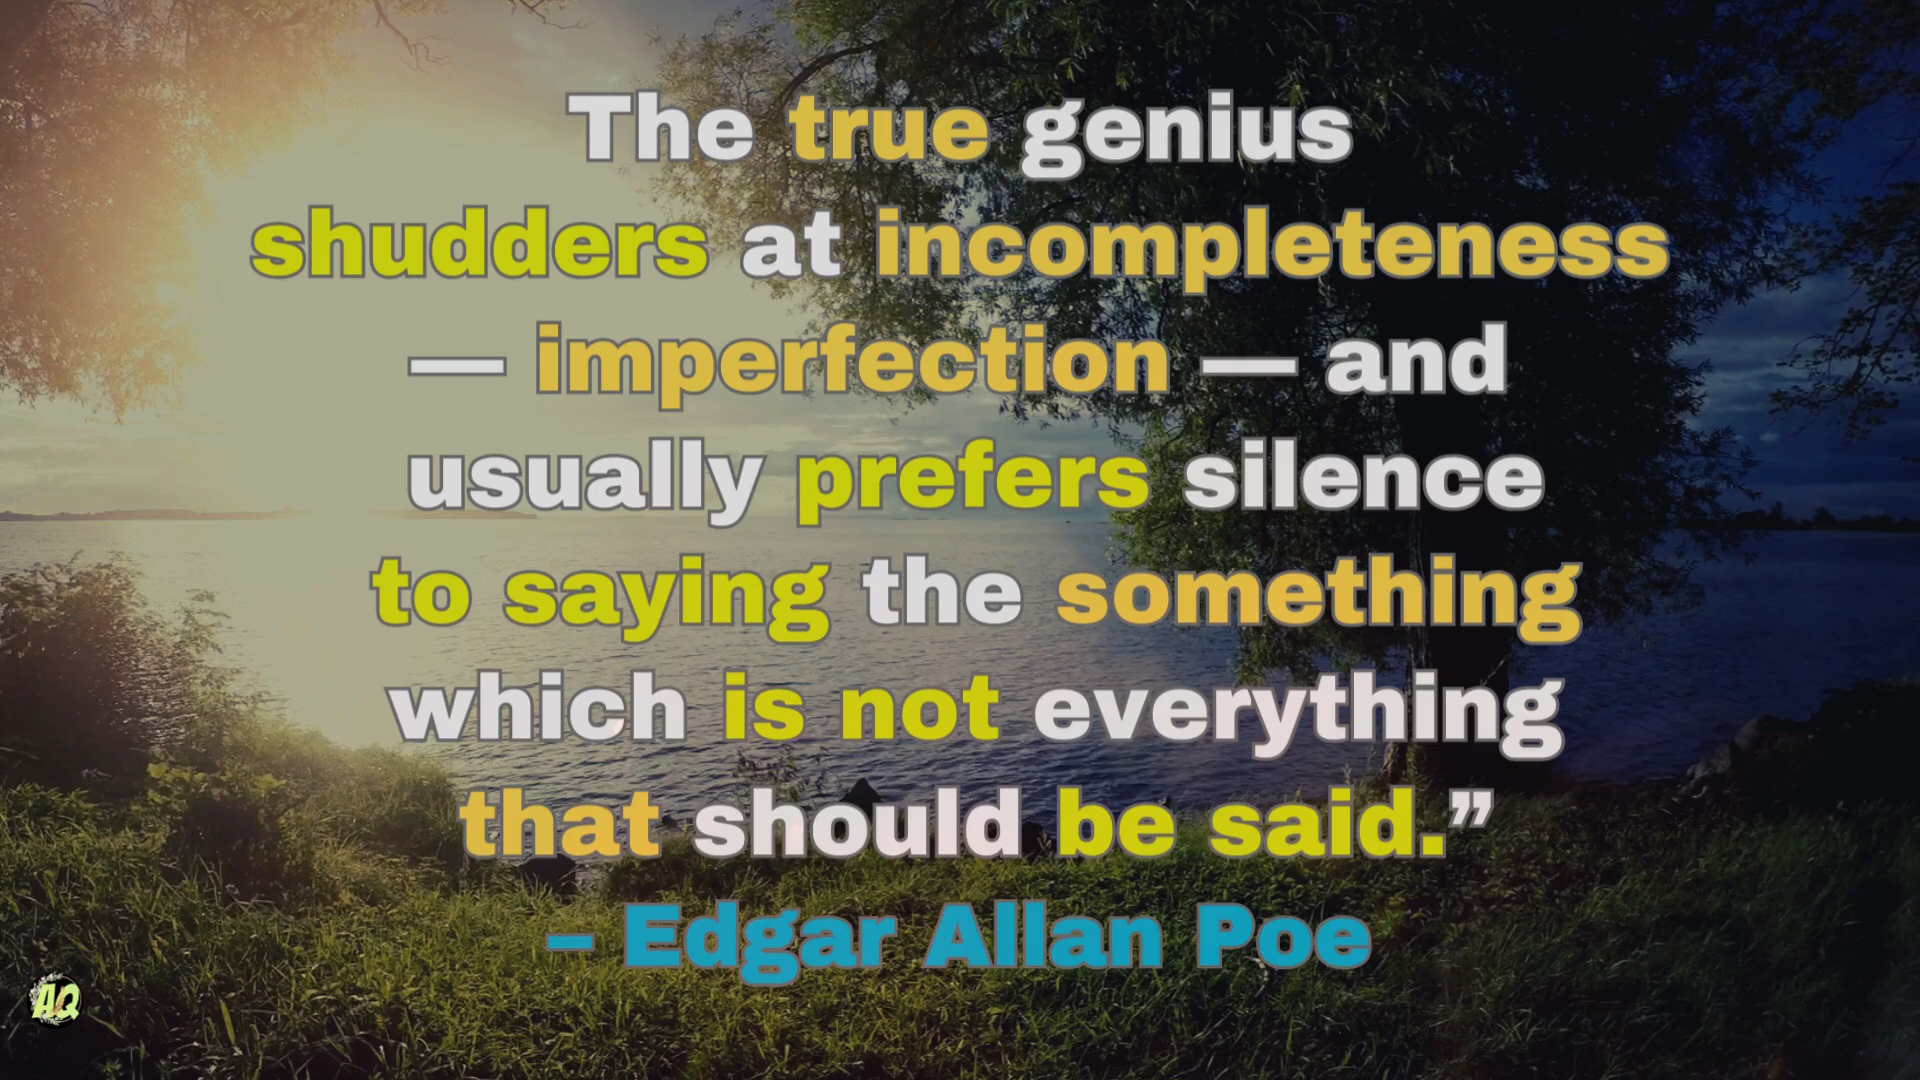 The true genius
shudders at incompleteness
— imperfection — and
usually prefers silence
to saying the something
which is not everything
that should be said.”
– Edgar Allan Poe
AQ